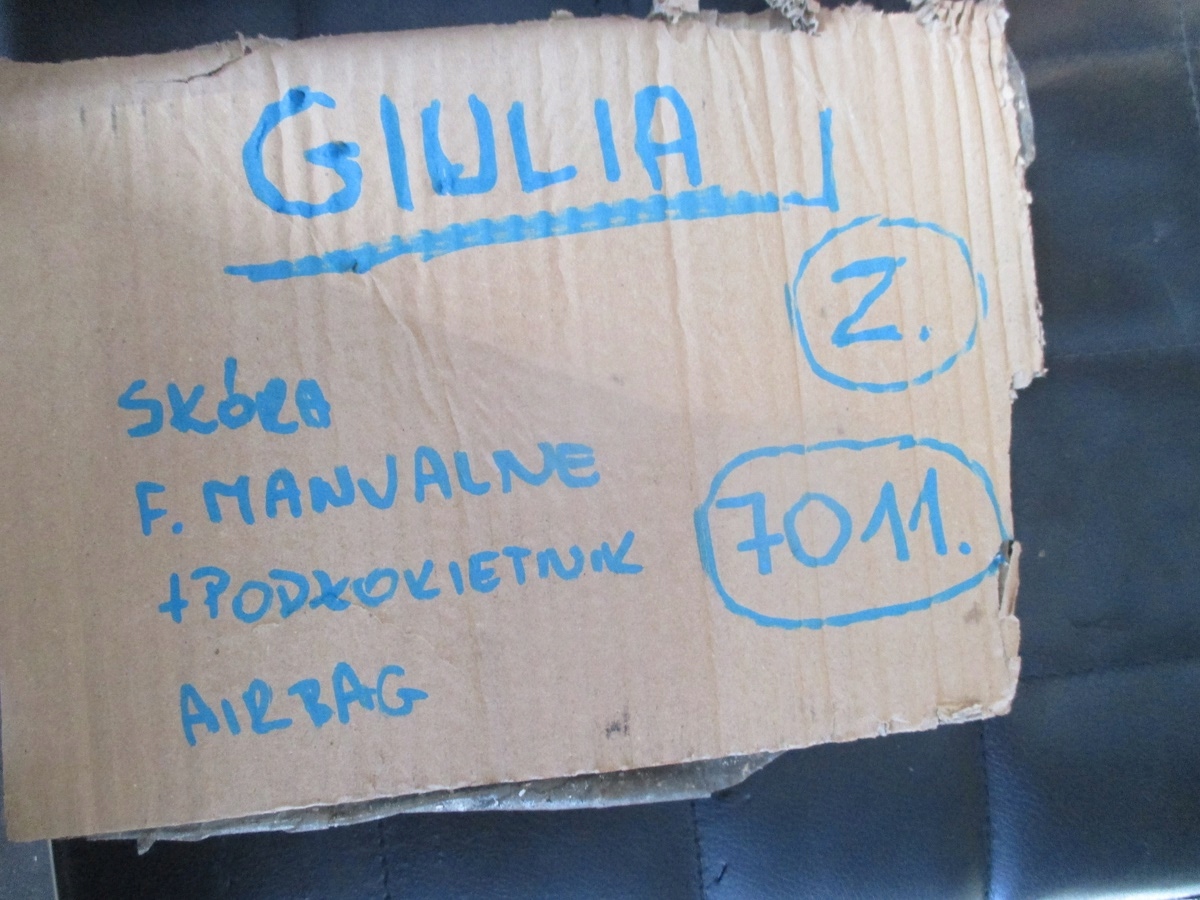 GIULIA
Z.
SKÓRA
F. MANUALNE
7011.
+PODŁOKIETNIK
AIRBAG